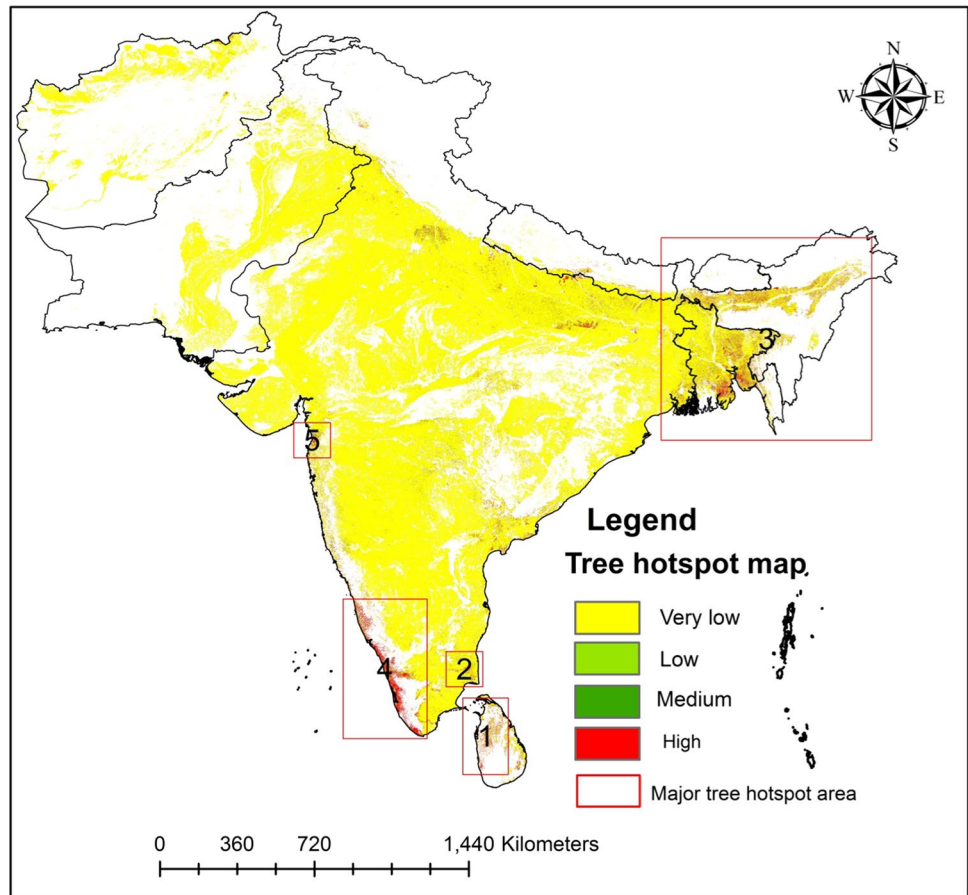 N
W E
S
3
5
Legend
Tree hotspot map
Very low
4
2
Low
Medium
1
High
Major tree hotspot area
0 360 720 1,440 Kilometers